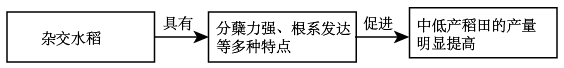 杂交水稻
具有
分蘖力强、根系发达
等多种特点
促进
中低产稻田的产量
明显提高